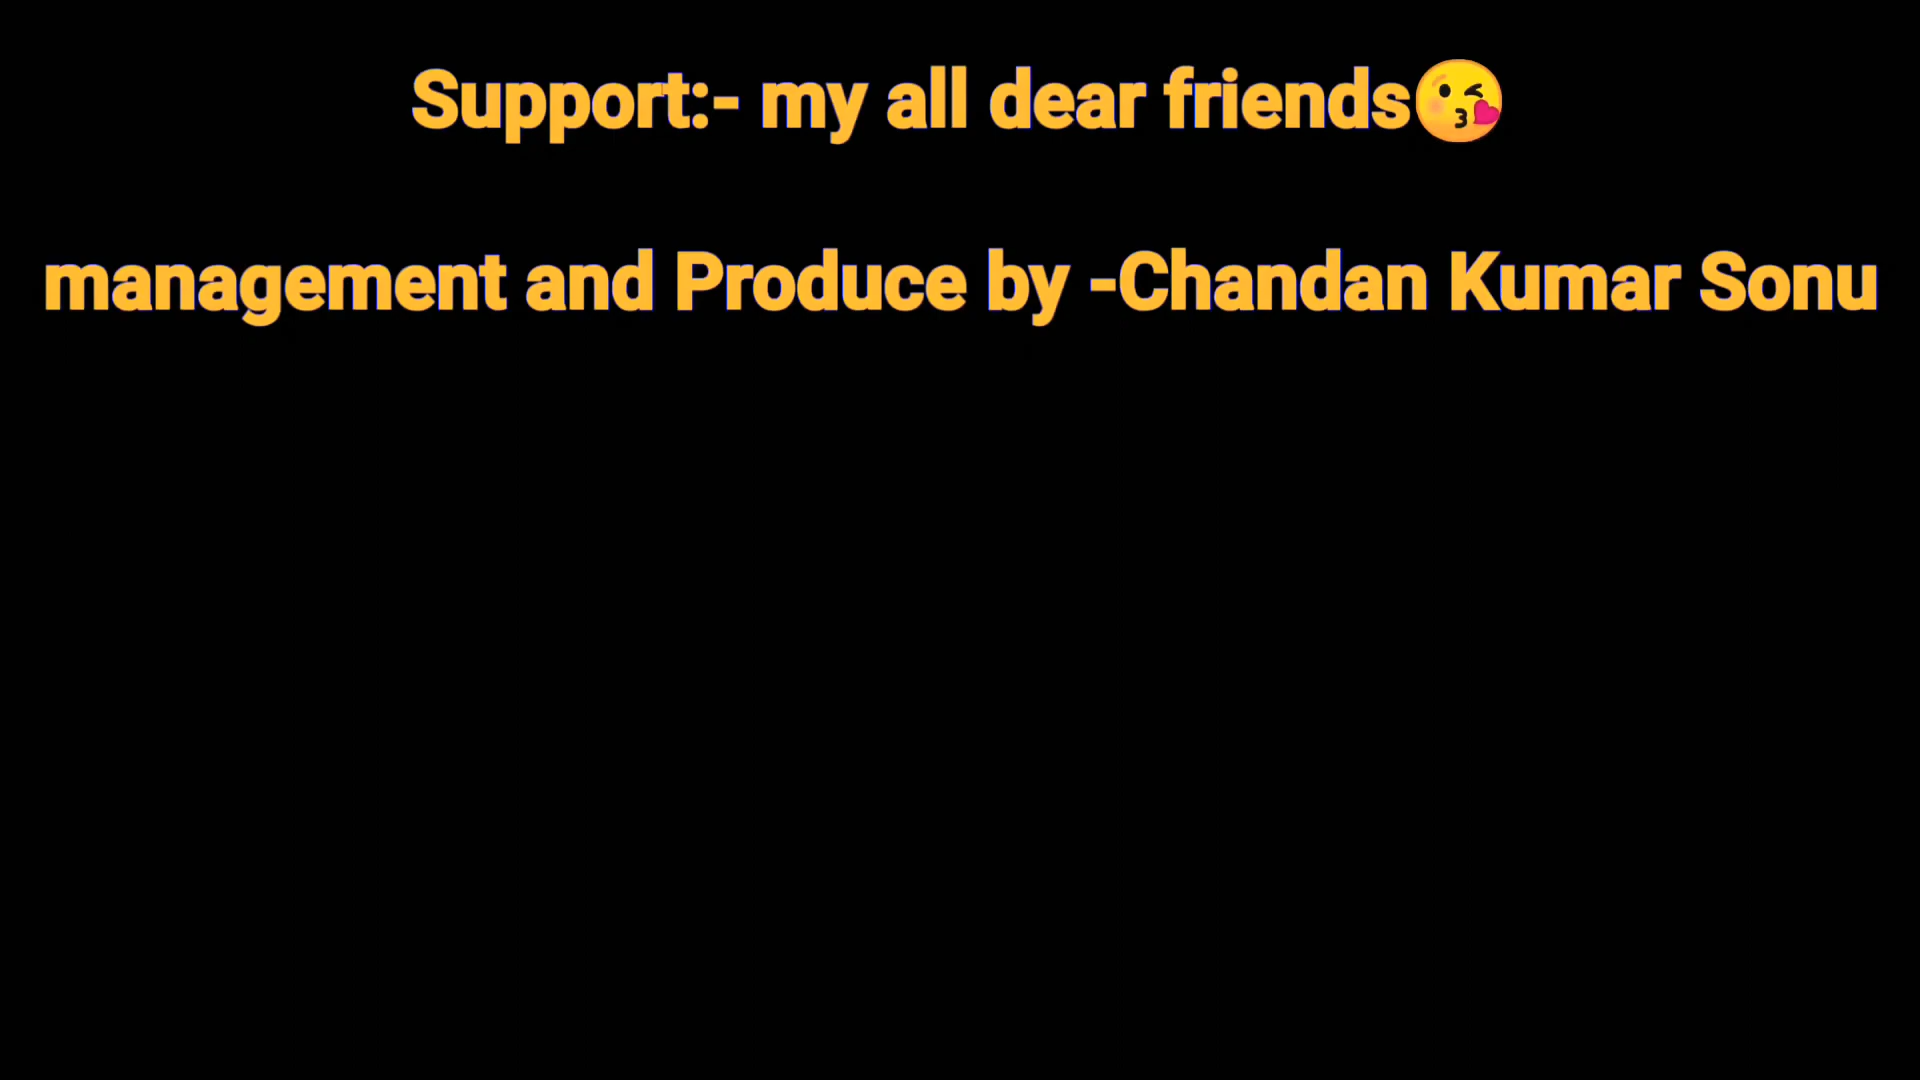 Support:- my all dear friends😘
management and Produce by -Chandan Kumar Sonu